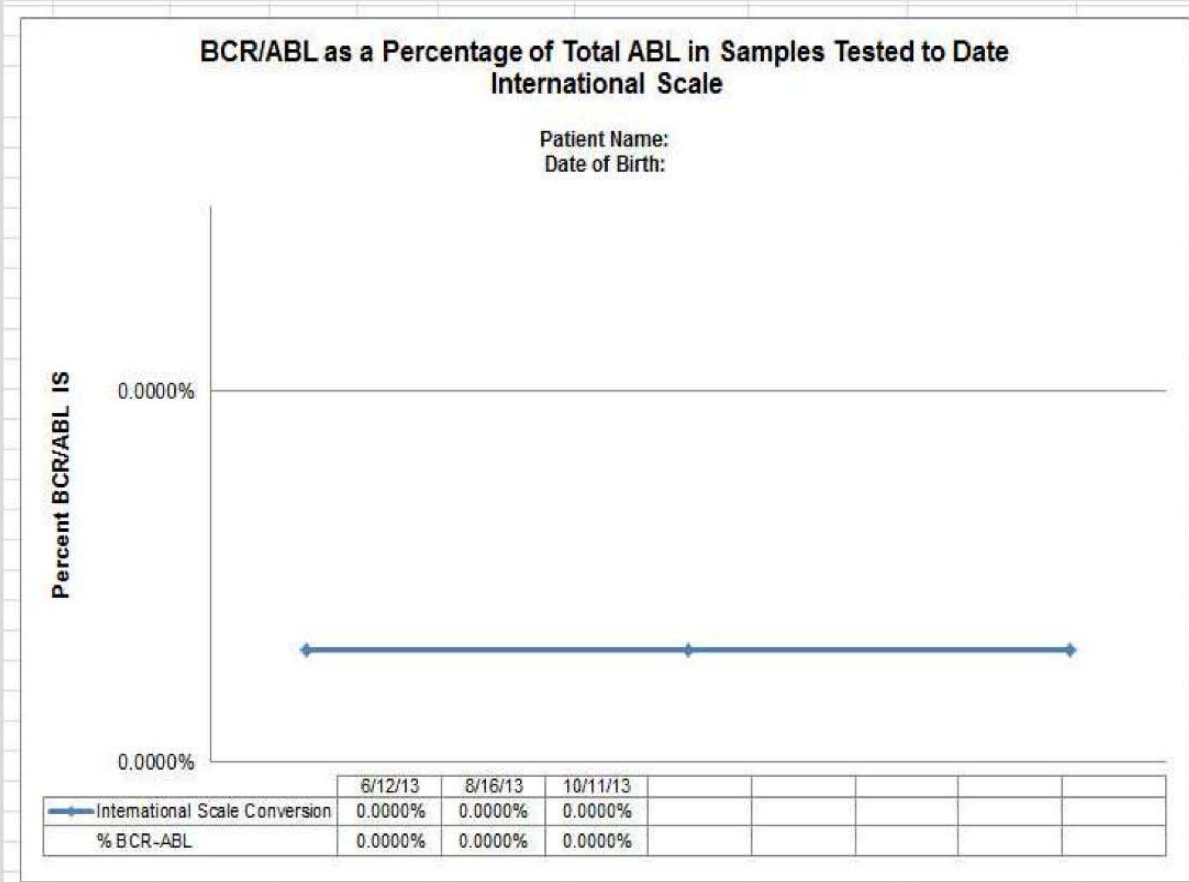 BCR/ABL as a Percentage of Total ABL in Samples Tested to Date
International Scale
Patient Name:
Date of Birth:
Percent BCR/ABL IS
0.0000%
0.0000%
6/12/13 8/16/13 10/11/13
International Scale Conversion 0.0000% 0.0000% 0.0000%
% BCR-ABL 0.0000% 0.0000% 0.0000%